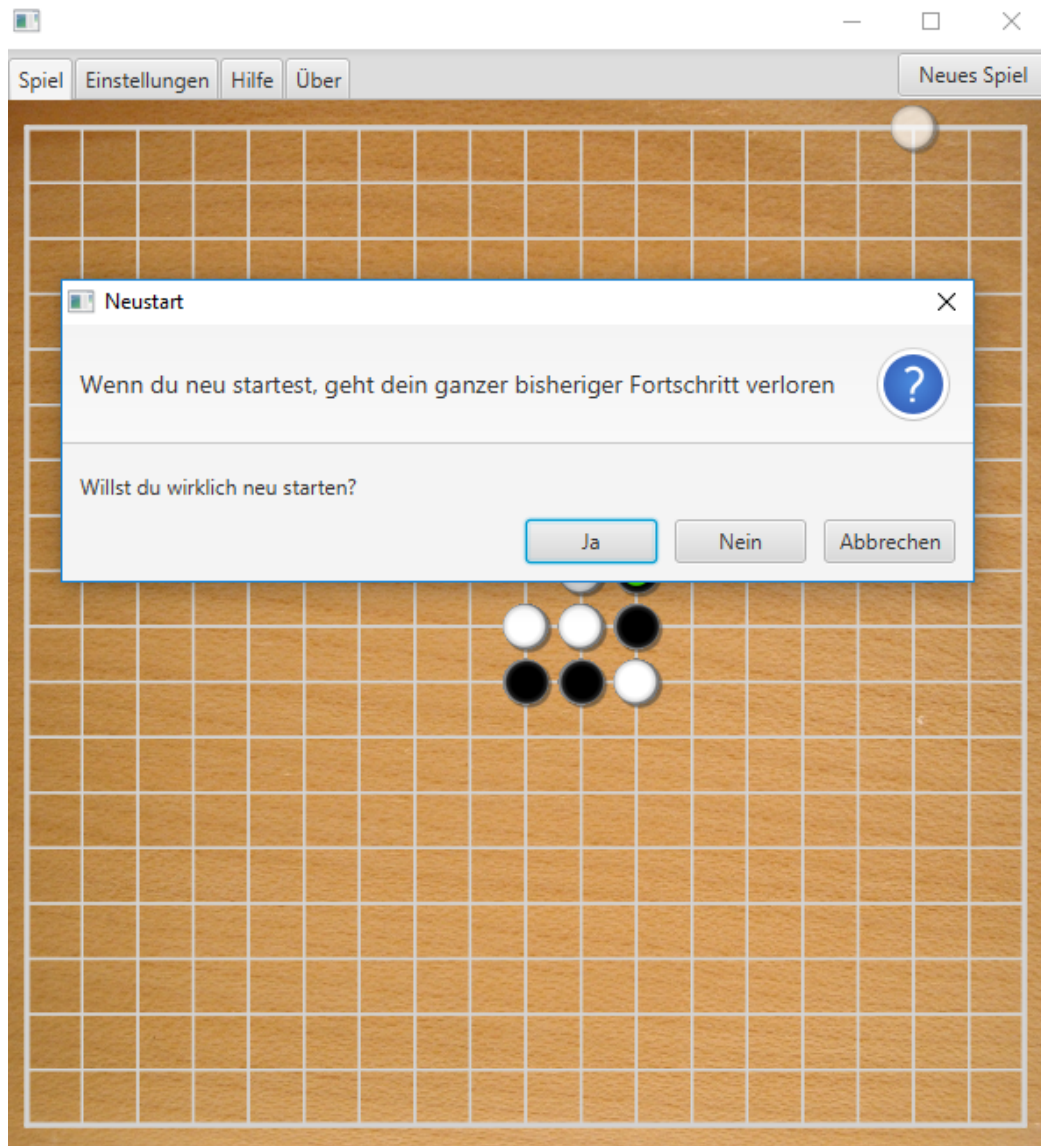 Spiel Einstellungen Hilfe Über Neues Spiel
Neustart
Wenn du neu startest, geht dein ganzer bisheriger Fortschritt verloren
?
Willst du wirklich neu starten?
Ja Nein Abbrechen